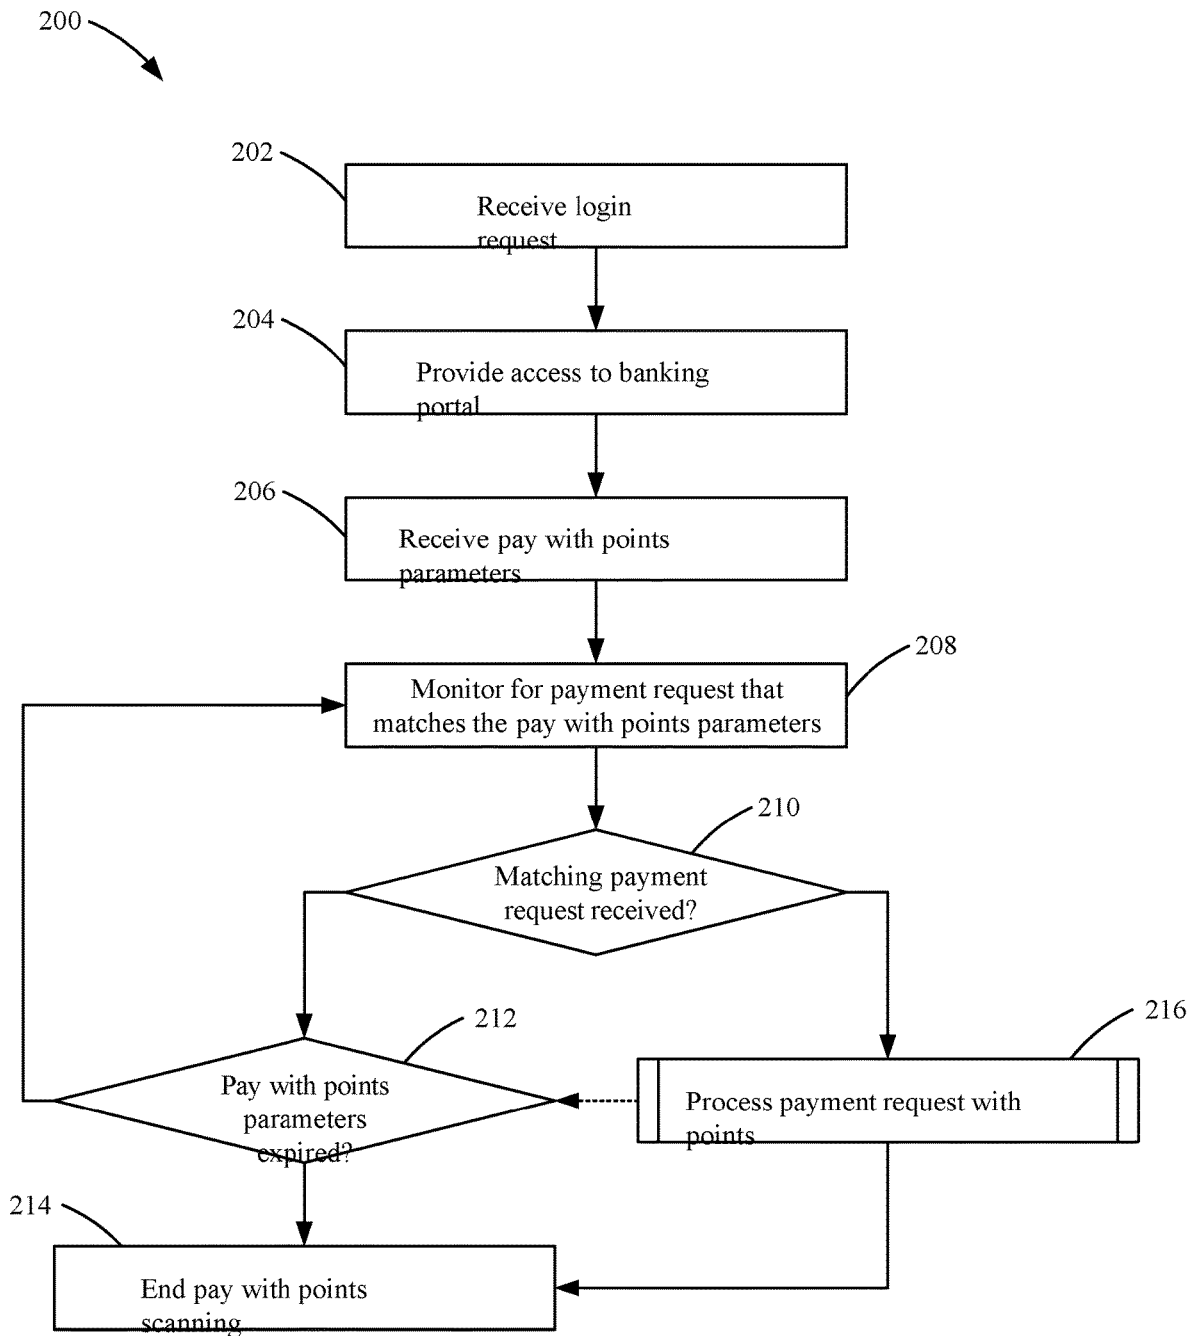 200
202
Receive login
request
204
Provide access to banking
portal
206
Receive pay with points
parameters
208
Monitor for payment request that
matches the pay with points parameters
210
Matching payment
request received?
212
Pay with points
parameters
expired?
216
Process payment request with
points
214
End pay with points
scanning